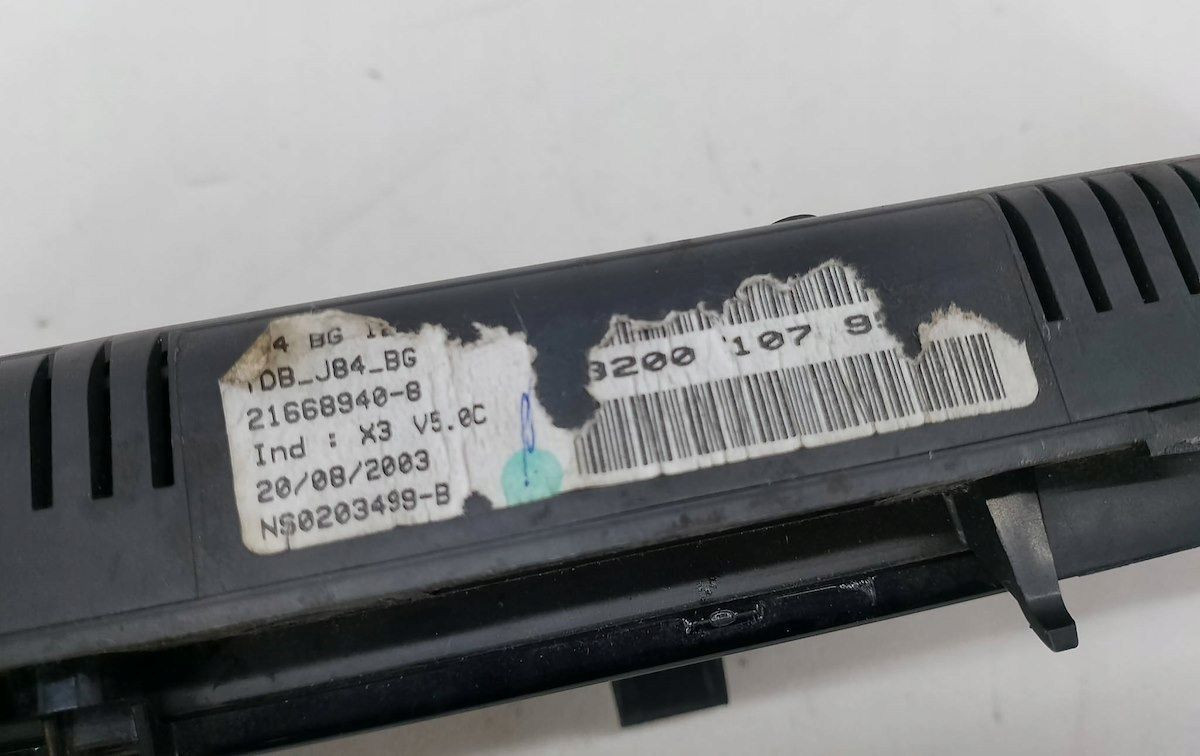 4 BG
TDB_J84_BG
21668940-8
Ind : X3 V5.0C
20/08/2003
NS0203499-B
8200 107 9